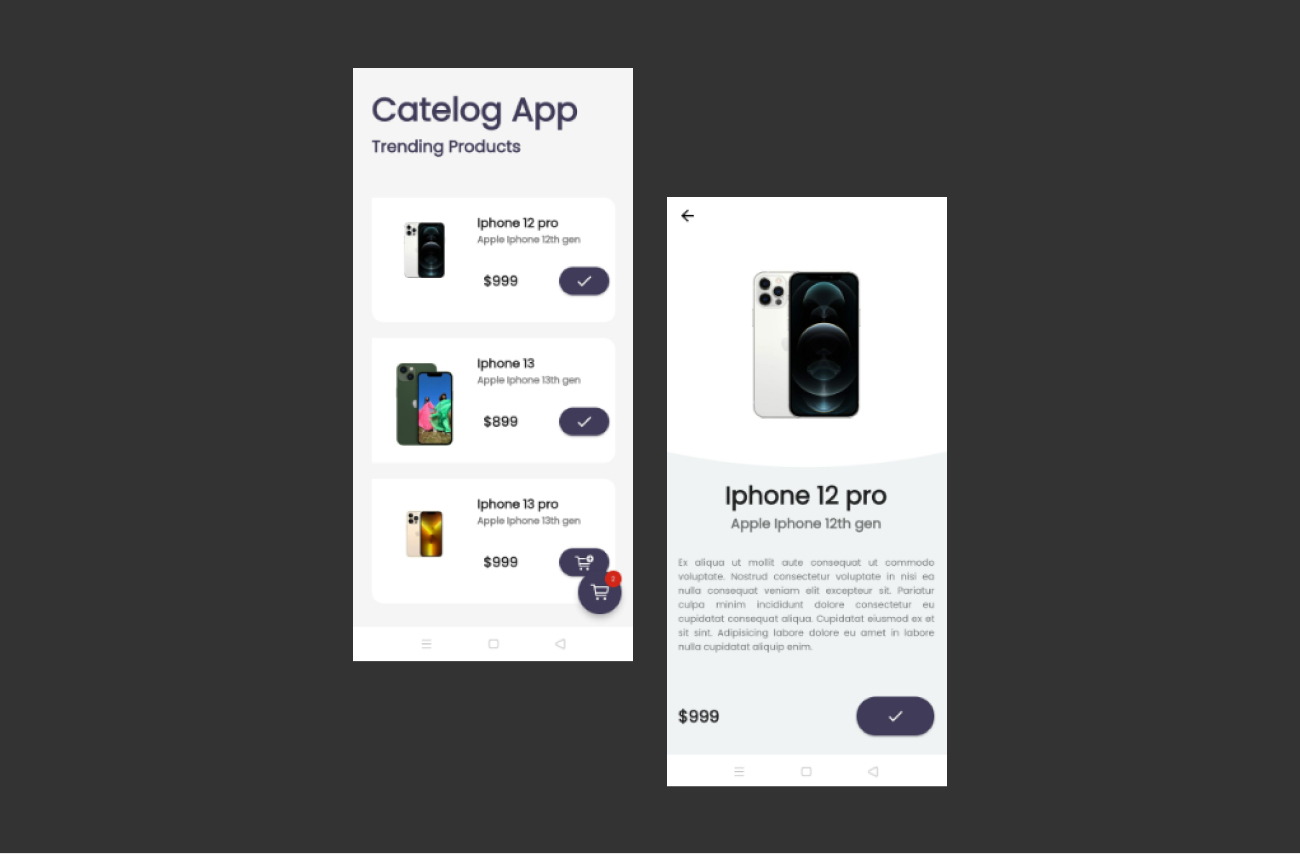 Catelog App
Trending Products
Iphone 12 pro
Apple Iphone 12th gen
$999
Iphone 13
Apple Iphone 13th gen
$899
Iphone 13 pro
Apple Iphone 13th gen
$999
2
Iphone 12 pro
Apple Iphone 12th gen
Ex aliqua ut mollit aute consequat ut commodo
voluptate. Nostrud consectetur voluptate in nisi ea
nulla consequat veniam elit excepteur sit. Pariatur
culpa minim incididunt dolore consectetur eu
cupidatat consequat aliqua. Cupidatat eiusmod ex et
sit sint. Adipisicing labore dolore eu amet in labore
nulla cupidatat aliquip enim.
$999